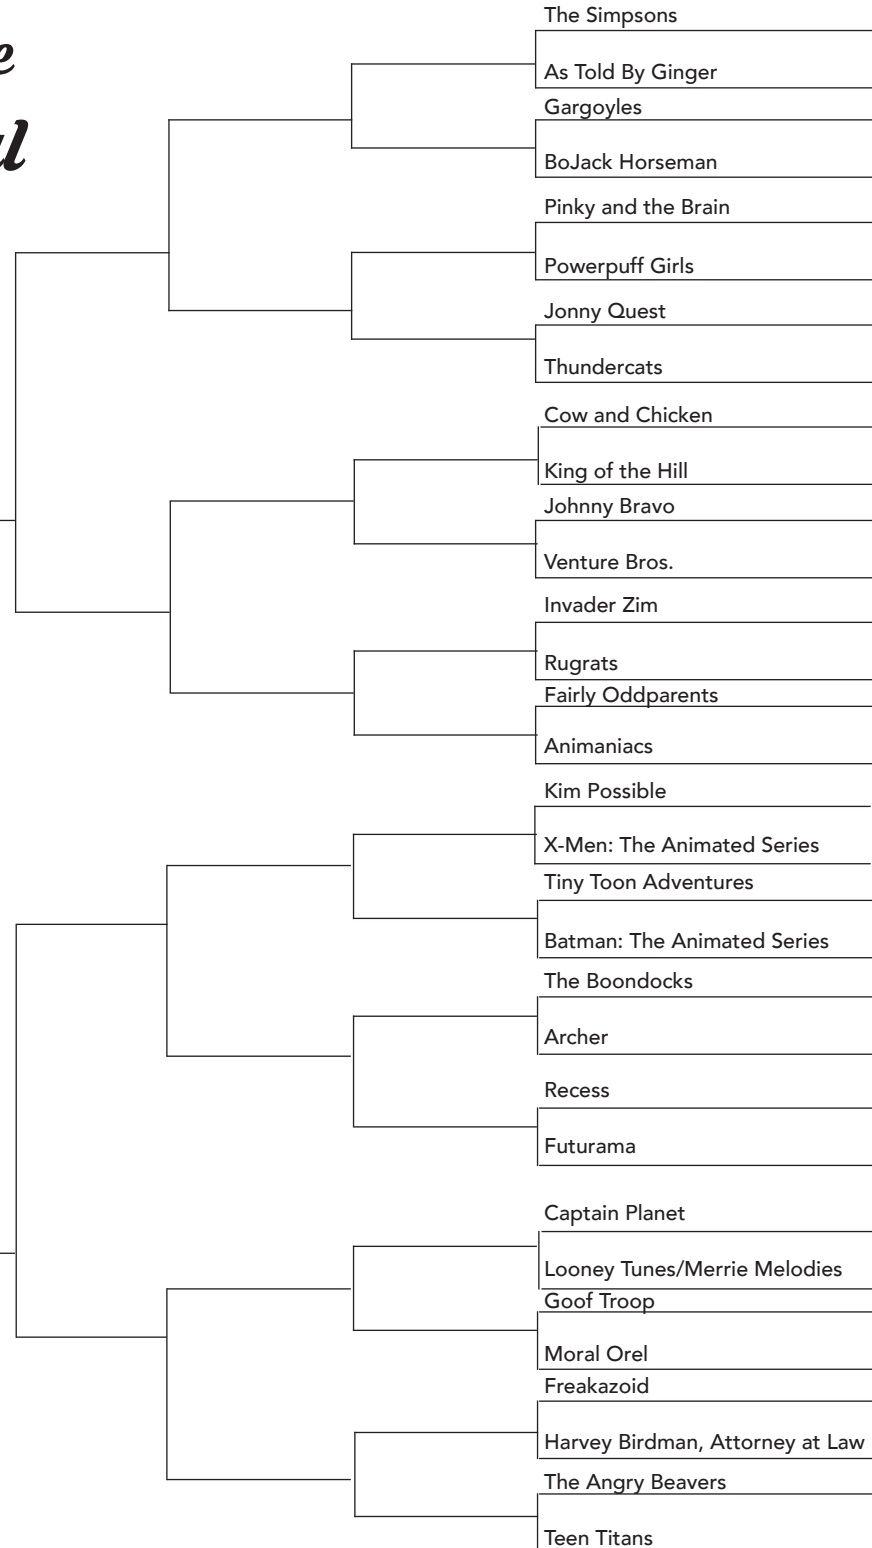 The Simpsons
As Told By Ginger
Gargoyles
BoJack Horseman
Pinky and the Brain
Powerpuff Girls
Jonny Quest
Thundercats
Cow and Chicken
King of the Hill
Johnny Bravo
Venture Bros.
Invader Zim
Rugrats
Fairly Oddparents
Animaniacs
Kim Possible
X-Men: The Animated Series
Tiny Toon Adventures
Batman: The Animated Series
The Boondocks
Archer
Recess
Futurama
Captain Planet
Looney Tunes/Merrie Melodies
Goof Troop
Moral Orel
Freakazoid
Harvey Birdman, Attorney at Law
The Angry Beavers
Teen Titans